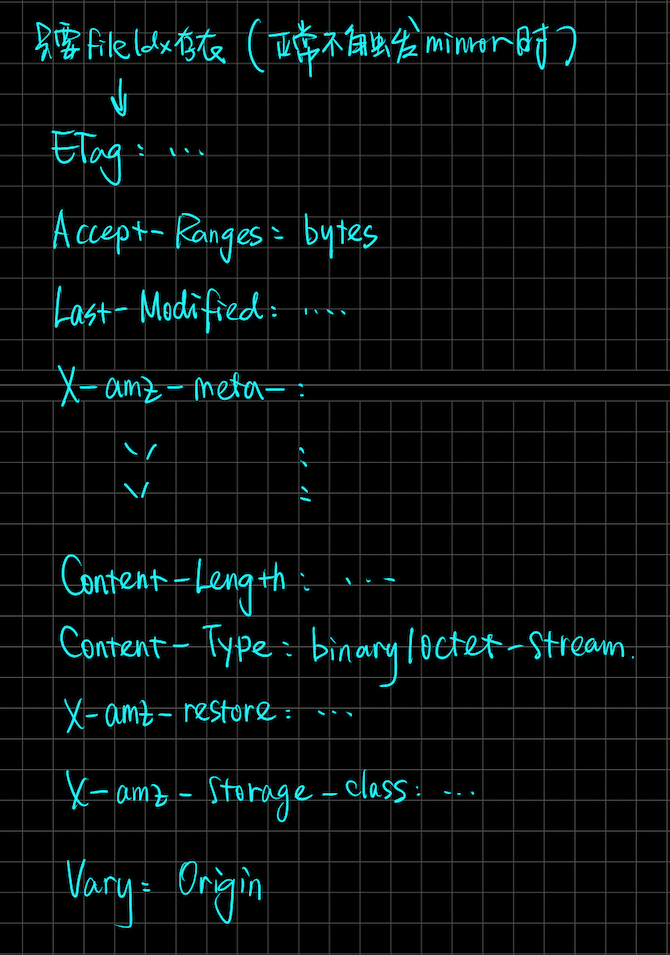 只要fileIdx存在 (正常不触发mirror时)
↓
ETag: ...
Accept-Ranges: bytes
Last-Modified: ....
X-amz-meta-:
〃 :
〃 :
Content-Length: ...
Content-Type: binary/octet-stream.
X-amz-restore: ...
X-amz-storage-class: ...
Vary: Origin